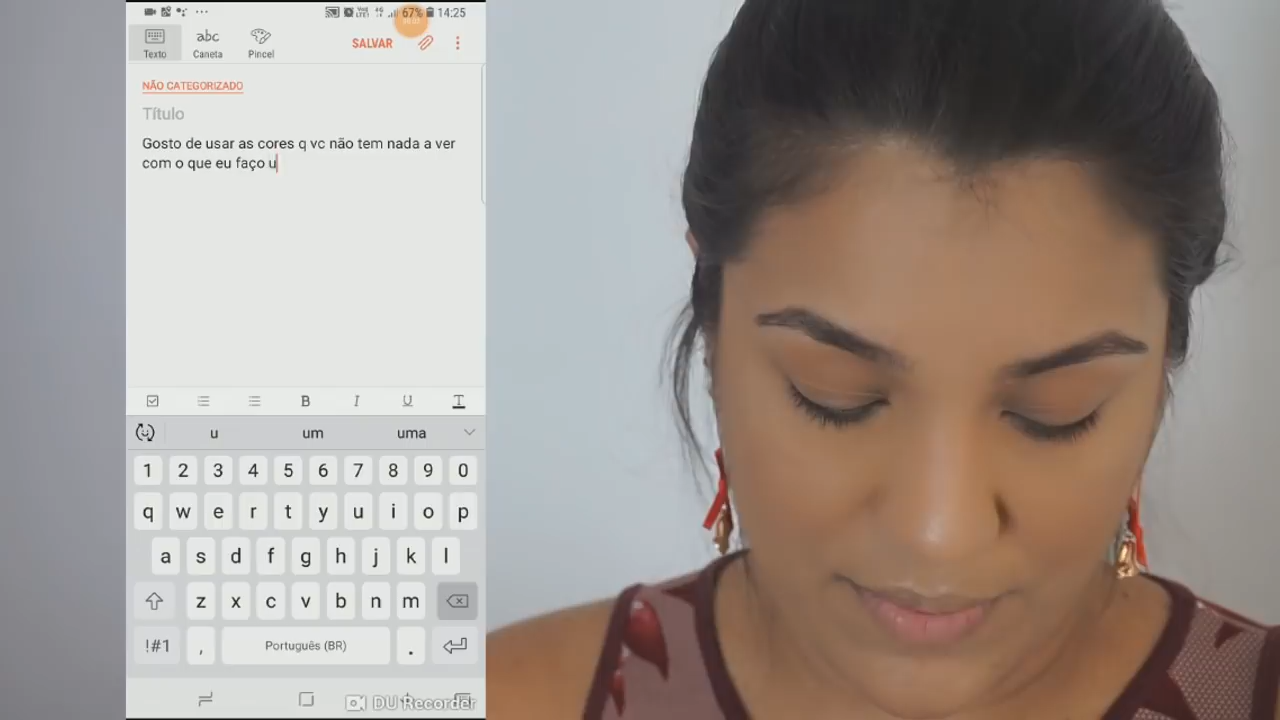 67% 14:25
Texto
abc
Caneta
Pincel
SALVAR
NÃO CATEGORIZADO
Título
Gosto de usar as cores q vc não tem nada a ver
com o que eu faço u
B I U T
u um uma
1 2 3 4 5 6 7 8 9 0
q w e r t y u i o p
a s d f g h j k l
z x c v b n m
!#1 , Português (BR) .
DU Recorder